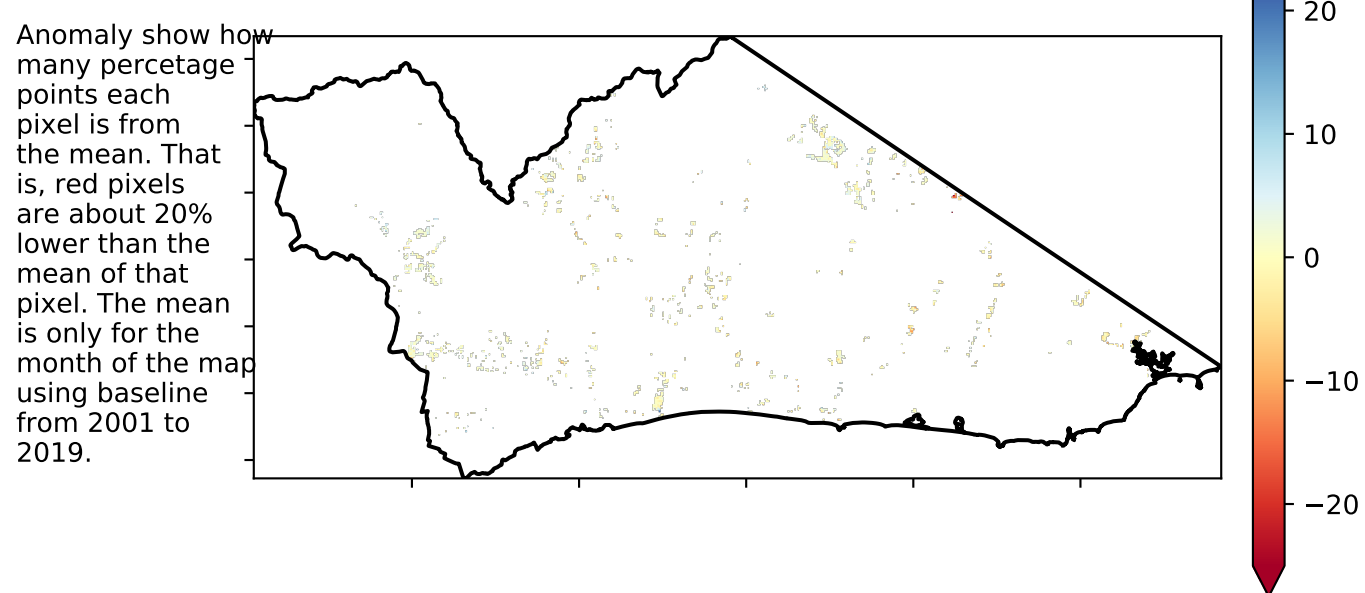 Anomaly show how
many percetage
points each
pixel is from
the mean. That
is, red pixels
are about 20%
lower than the
mean of that
pixel. The mean
is only for the
month of the map
using baseline
from 2001 to
2019.
20
10
0
−10
−20